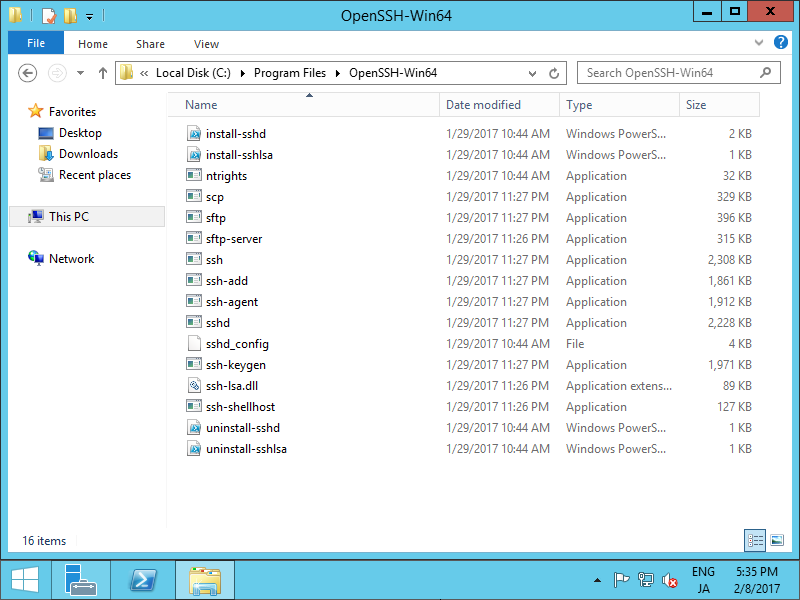 OpenSSH-Win64
File Home Share View
« Local Disk (C:) Program Files OpenSSH-Win64 Search OpenSSH-Win64
Name Date modified Type Size
Favorites
Desktop
Downloads
Recent places
This PC
Network
install-sshd 1/29/2017 10:44 AM Windows PowerS... 2 KB
install-sshlsa 1/29/2017 10:44 AM Windows PowerS... 1 KB
ntrights 1/29/2017 10:44 AM Application 32 KB
scp 1/29/2017 11:27 PM Application 329 KB
sftp 1/29/2017 11:27 PM Application 396 KB
sftp-server 1/29/2017 11:26 PM Application 315 KB
ssh 1/29/2017 11:27 PM Application 2,308 KB
ssh-add 1/29/2017 11:27 PM Application 1,861 KB
ssh-agent 1/29/2017 11:27 PM Application 1,912 KB
sshd 1/29/2017 11:27 PM Application 2,228 KB
sshd_config 1/29/2017 10:44 AM File 4 KB
ssh-keygen 1/29/2017 11:27 PM Application 1,971 KB
ssh-lsa.dll 1/29/2017 11:26 PM Application extens... 89 KB
ssh-shellhost 1/29/2017 11:26 PM Application 127 KB
uninstall-sshd 1/29/2017 10:44 AM Windows PowerS... 1 KB
uninstall-sshlsa 1/29/2017 10:44 AM Windows PowerS... 1 KB
16 items
ENG 5:35 PM
JA 2/8/2017